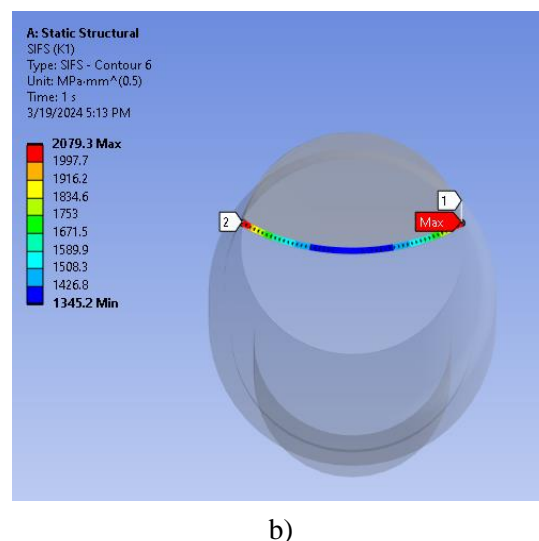 A: Static Structural
SIFS (K1)
Type: SIFS - Contour 6
Unit: MPa·mm^(0.5)
Time: 1 s
3/19/2024 5:13 PM
2079.3 Max
1997.7
1916.2
1834.6
1753
1671.5
1589.9
1508.3
1426.8
1345.2 Min
1
2
Max
b)